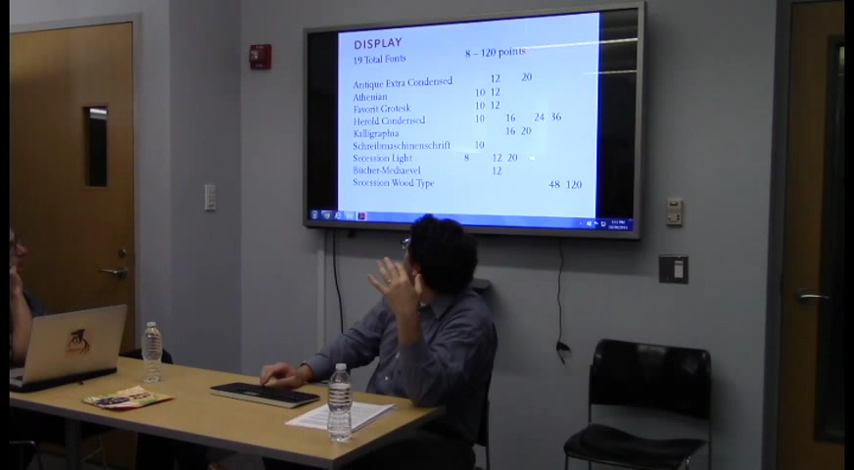 DISPLAY
19 Total Fonts 8 – 120 points
Antique Extra Condensed 12 20
Athenian 10 12
Favorit Grotesk 10 12
Herold Condensed 10 16 24 36
Kalligraphia 16 20
Schreibmaschinenschrift 10
Secession Light 8 12 20
Bücher-Mediaevel 12
Secession Wood Type 48 120